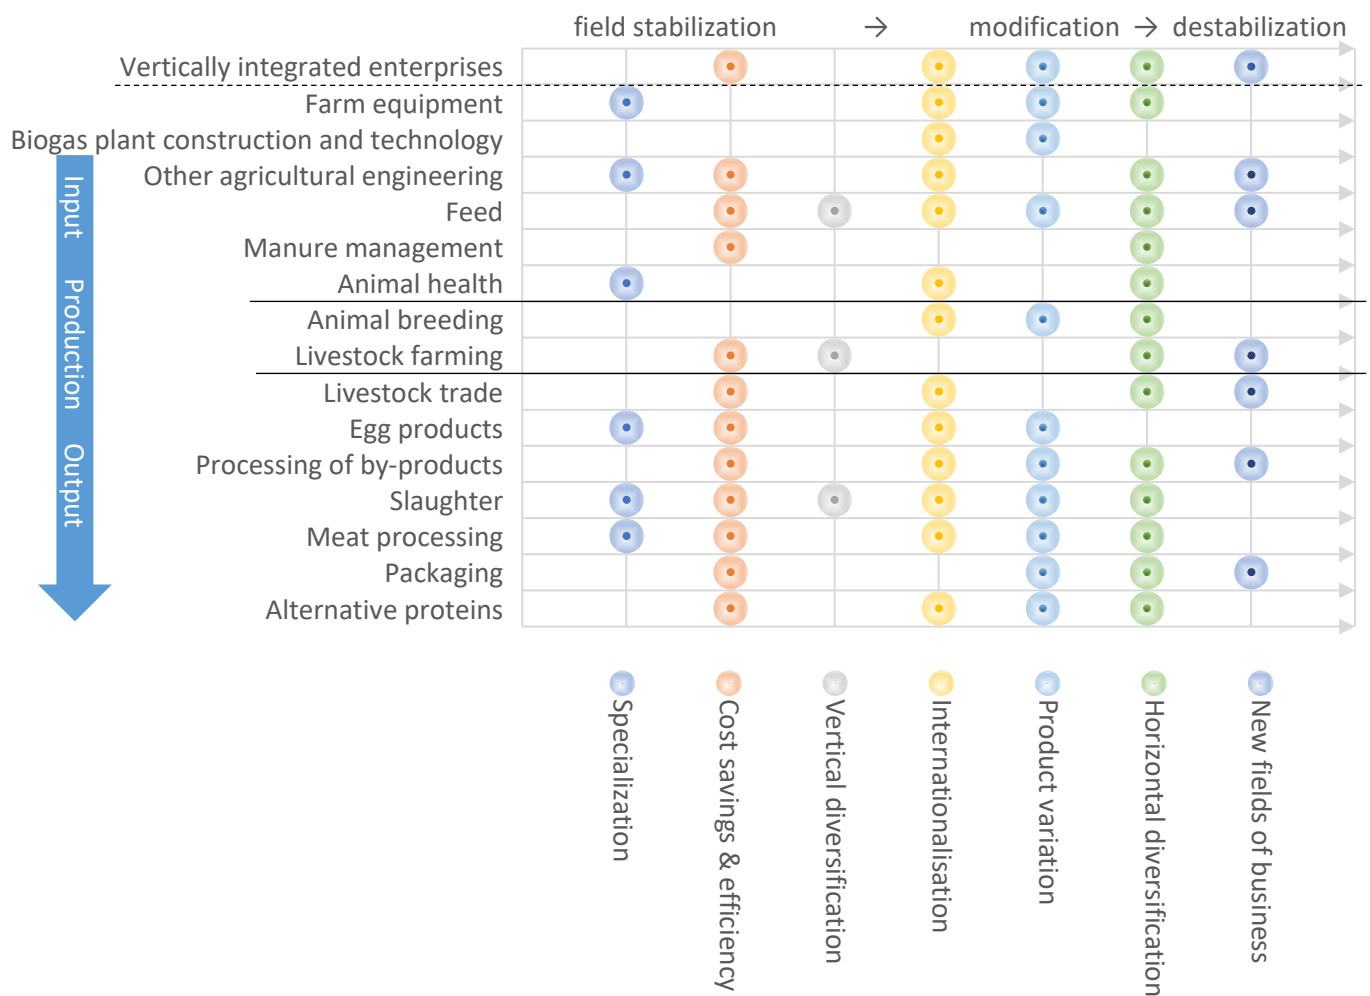 field stabilization → modification → destabilization
Vertically integrated enterprises
Farm equipment
Biogas plant construction and technology
Other agricultural engineering
Feed
Manure management
Animal health
Animal breeding
Livestock farming
Livestock trade
Egg products
Processing of by-products
Slaughter
Meat processing
Packaging
Alternative proteins
Input
Production
Output
Specialization
Cost savings & efficiency
Vertical diversification
Internationalisation
Product variation
Horizontal diversification
New fields of business